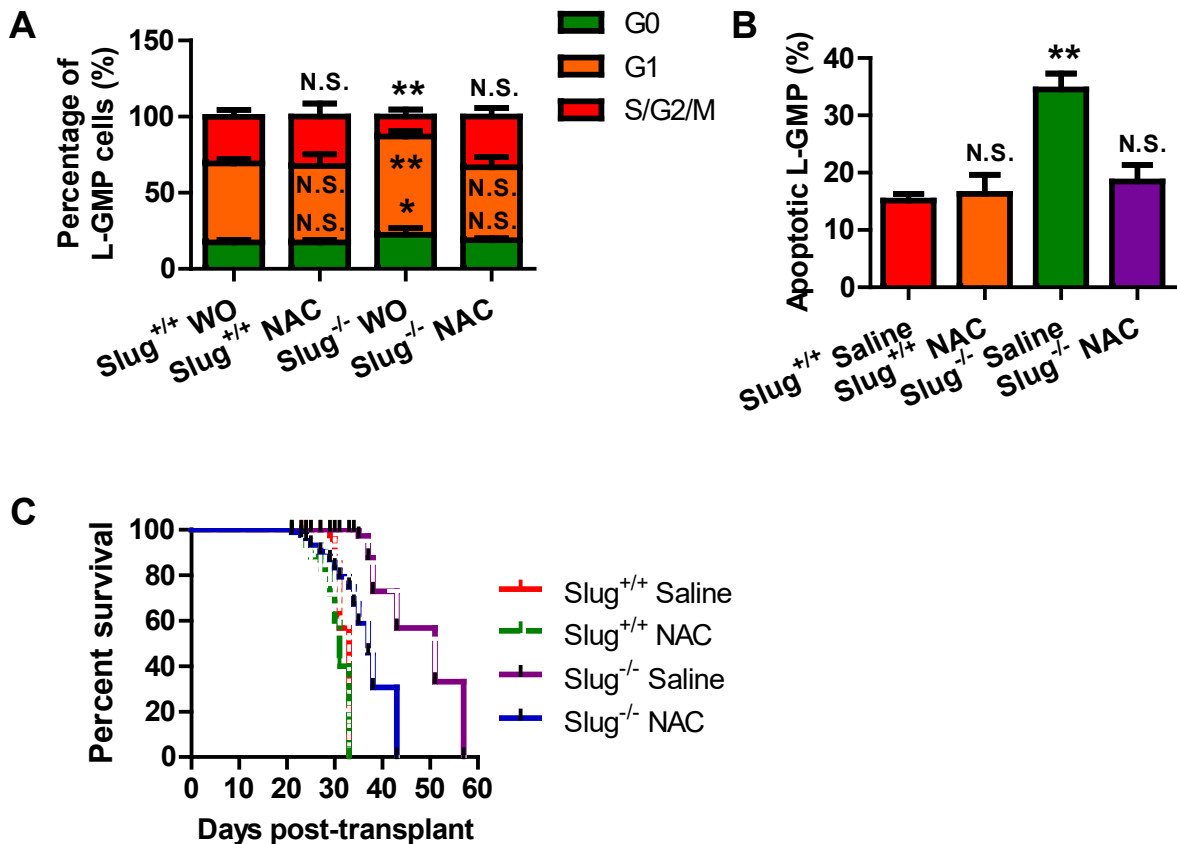 A
Percentage of
L-GMP cells (%)
150
100
50
0
N.S.
**
N.S.
N.S.
**
N.S.
N.S.
*
N.S.
Slug+/+ WO
Slug+/+ NAC
Slug-/- WO
Slug-/- NAC
G0
G1
S/G2/M
B
Apoptotic L-GMP (%)
40
30
20
10
0
N.S.
**
N.S.
Slug+/+ Saline
Slug+/+ NAC
Slug-/- Saline
Slug-/- NAC
C
Percent survival
100
80
60
40
20
0
0 10 20 30 40 50 60
Days post-transplant
Slug+/+ Saline
Slug+/+ NAC
Slug-/- Saline
Slug-/- NAC